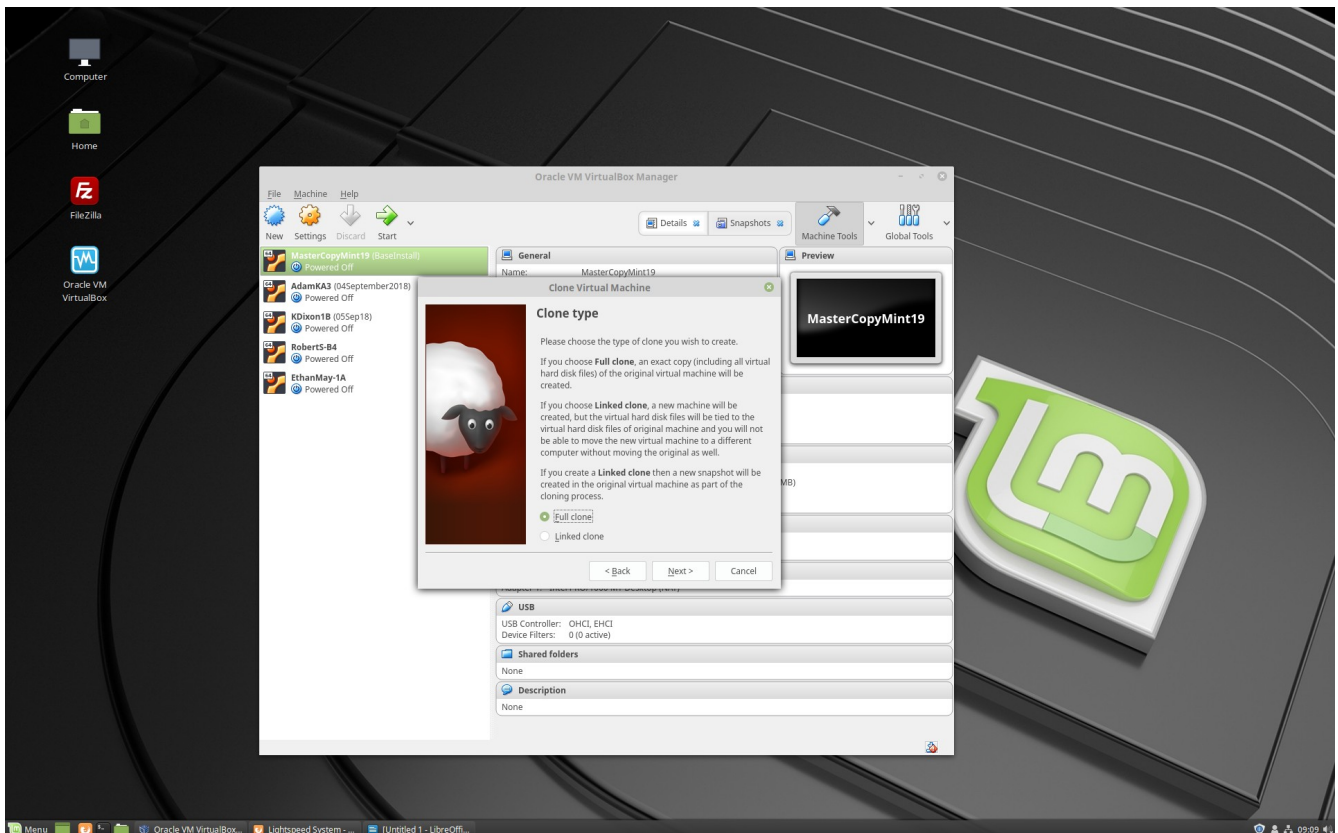 Computer
Home
FileZilla
Oracle VM
VirtualBox
Oracle VM VirtualBox Manager
File Machine Help
New Settings Discard Start
Details Snapshots
Machine Tools Global Tools
MasterCopyMint19 (BaseInstall)
Powered Off
AdamKA3 (04September2018)
Powered Off
KDixon1B (05Sep18)
Powered Off
RobertS-B4
Powered Off
EthanMay-1A
Powered Off
General
Name: MasterCopyMint19
Preview
MasterCopyMint19
Clone Virtual Machine
Clone type
Please choose the type of clone you wish to create.
If you choose Full clone, an exact copy (including all virtual
hard disk files) of the original virtual machine will be
created.
If you choose Linked clone, a new machine will be
created, but the virtual hard disk files will be tied to the
virtual hard disk files of original machine and you will not
be able to move the new virtual machine to a different
computer without moving the original as well.
If you create a Linked clone then a new snapshot will be
created in the original virtual machine as part of the
cloning process.
Full clone
Linked clone
< Back Next > Cancel
MB)
USB
USB Controller: OHCI, EHCI
Device Filters: 0 (0 active)
Shared folders
None
Description
None
Menu Oracle VM VirtualBox... Lightspeed System - ... [Untitled 1 - LibreOffi... 09:09